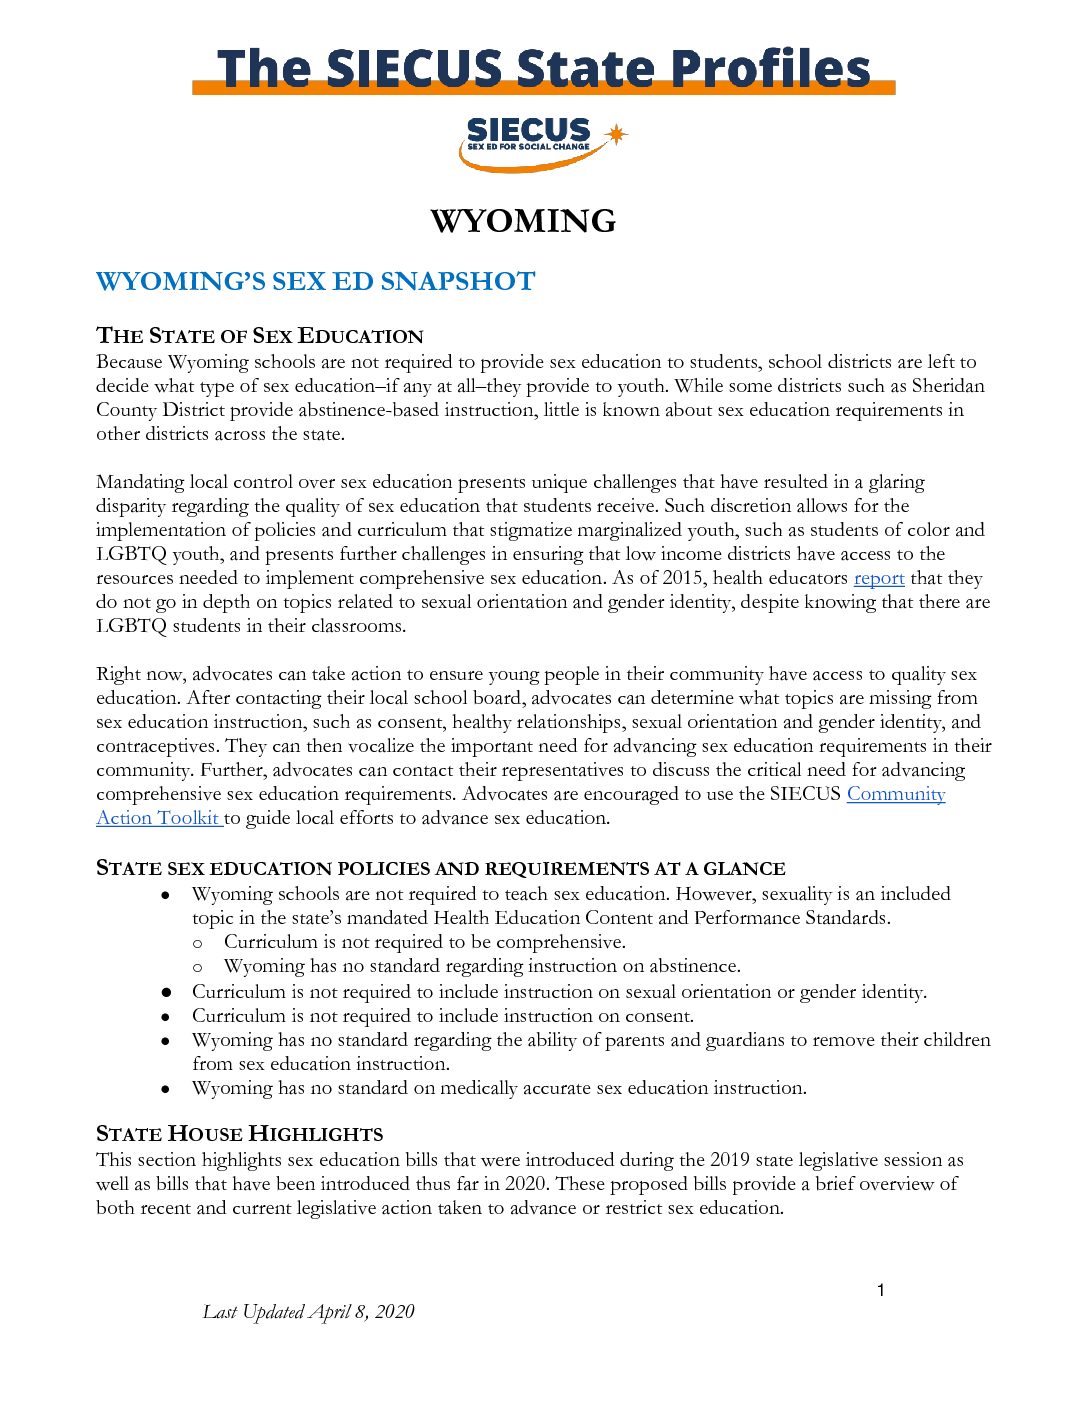 The SIECUS State Profiles
SIECUS
SEX ED FOR SOCIAL CHANGE
WYOMING
WYOMING’S SEX ED SNAPSHOT
THE STATE OF SEX EDUCATION
Because Wyoming schools are not required to provide sex education to students, school districts are left to
decide what type of sex education–if any at all–they provide to youth. While some districts such as Sheridan
County District provide abstinence-based instruction, little is known about sex education requirements in
other districts across the state.
Mandating local control over sex education presents unique challenges that have resulted in a glaring
disparity regarding the quality of sex education that students receive. Such discretion allows for the
implementation of policies and curriculum that stigmatize marginalized youth, such as students of color and
LGBTQ youth, and presents further challenges in ensuring that low income districts have access to the
resources needed to implement comprehensive sex education. As of 2015, health educators report that they
do not go in depth on topics related to sexual orientation and gender identity, despite knowing that there are
LGBTQ students in their classrooms.
Right now, advocates can take action to ensure young people in their community have access to quality sex
education. After contacting their local school board, advocates can determine what topics are missing from
sex education instruction, such as consent, healthy relationships, sexual orientation and gender identity, and
contraceptives. They can then vocalize the important need for advancing sex education requirements in their
community. Further, advocates can contact their representatives to discuss the critical need for advancing
comprehensive sex education requirements. Advocates are encouraged to use the SIECUS Community
Action Toolkit to guide local efforts to advance sex education.
STATE SEX EDUCATION POLICIES AND REQUIREMENTS AT A GLANCE
● Wyoming schools are not required to teach sex education. However, sexuality is an included
topic in the state’s mandated Health Education Content and Performance Standards.
o Curriculum is not required to be comprehensive.
o Wyoming has no standard regarding instruction on abstinence.
● Curriculum is not required to include instruction on sexual orientation or gender identity.
● Curriculum is not required to include instruction on consent.
● Wyoming has no standard regarding the ability of parents and guardians to remove their children
from sex education instruction.
● Wyoming has no standard on medically accurate sex education instruction.
STATE HOUSE HIGHLIGHTS
This section highlights sex education bills that were introduced during the 2019 state legislative session as
well as bills that have been introduced thus far in 2020. These proposed bills provide a brief overview of
both recent and current legislative action taken to advance or restrict sex education.
1
Last Updated April 8, 2020